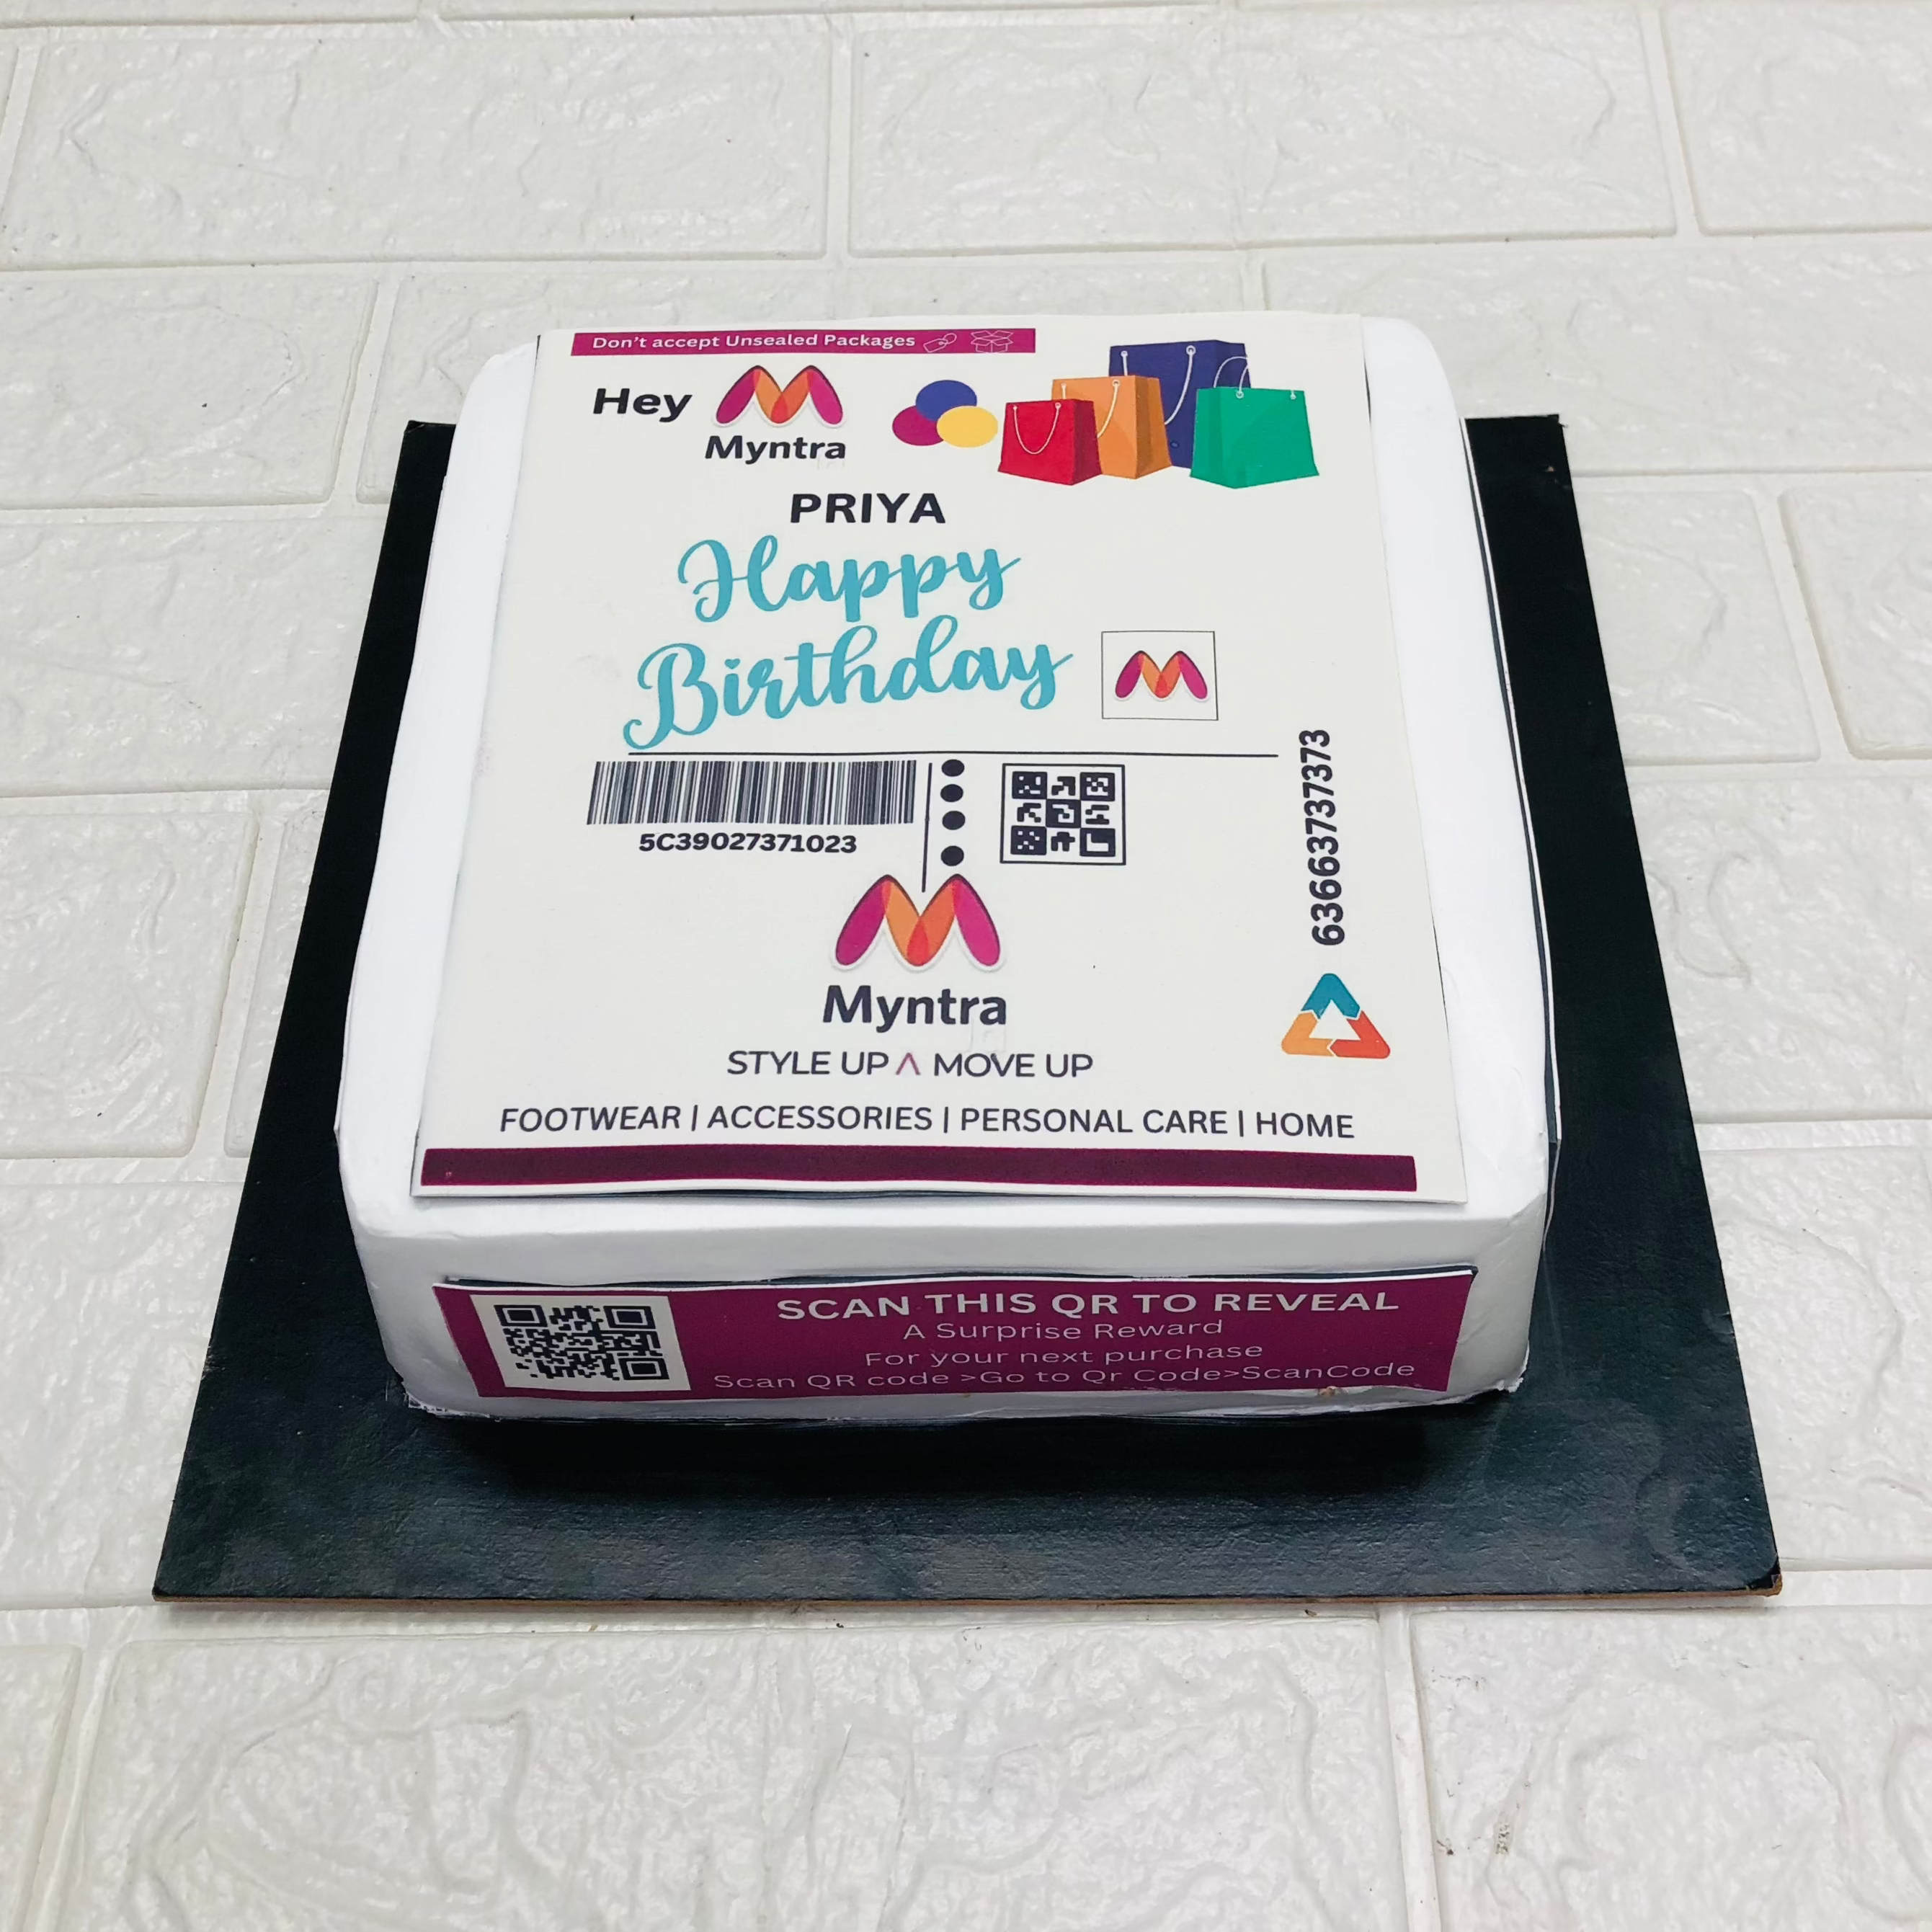 Don't accept Unsealed Packages
Hey Myntra
PRIYA
Happy
Birthday
5C39027371023
6366373737373
Myntra
STYLE UP Λ MOVE UP
FOOTWEAR | ACCESSORIES | PERSONAL CARE | HOME
SCAN THIS QR TO REVEAL
A Surprise Reward
For your next purchase
Scan QR code >Go to Qr Code>ScanCode